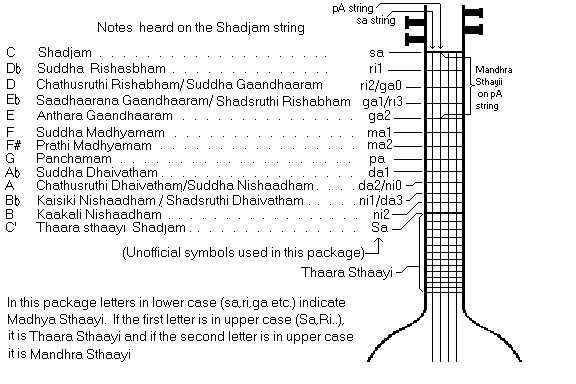 pA string
sa string
Notes heard on the Shadjam string
C Shadjam . . . . . . . . . . . . . . . . . . . . sa
Db Suddha Rishasbham . . . . . . . . . . . . . ri1
D Chathusruthi Rishabham/ Suddha Gaandhaaram ri2/ga0
Eb Saadhaarana Gaandhaaram/ Shadsruthi Rishabham ga1/ri3
E Anthara Gaandhaaram . . . . . . . . . . . . ga2
F Suddha Madhyamam . . . . . . . . . . . . . ma1
F# Prathi Madhyamam . . . . . . . . . . . . . ma2
G Panchamam . . . . . . . . . . . . . . . . . pa
Ab Suddha Dhaivatham . . . . . . . . . . . . . da1
A Chathusruthi Dhaivatham/Suddha Nishaadham . . . . da2/ni0
Bb Kaisiki Nishaadham / Shadsruthi Dhaivatham . . . ni1/da3
B Kaakali Nishaadham . . . . . . . . . . . . . ni2
C' Thaara sthaayi Shadjam . . . . . . . . . . . Sa
Mandhra
Sthayii
on pA
string
(Unofficial symbols used in this package)
Thaara Sthaayi
In this package letters in lower case (sa,ri,ga etc.) indicate
Madhya Sthaayi. If the first letter is in upper case (Sa,Ri..),
it is Thaara Sthaayi and if the second letter is in upper case
it is Mandhra Sthaayi